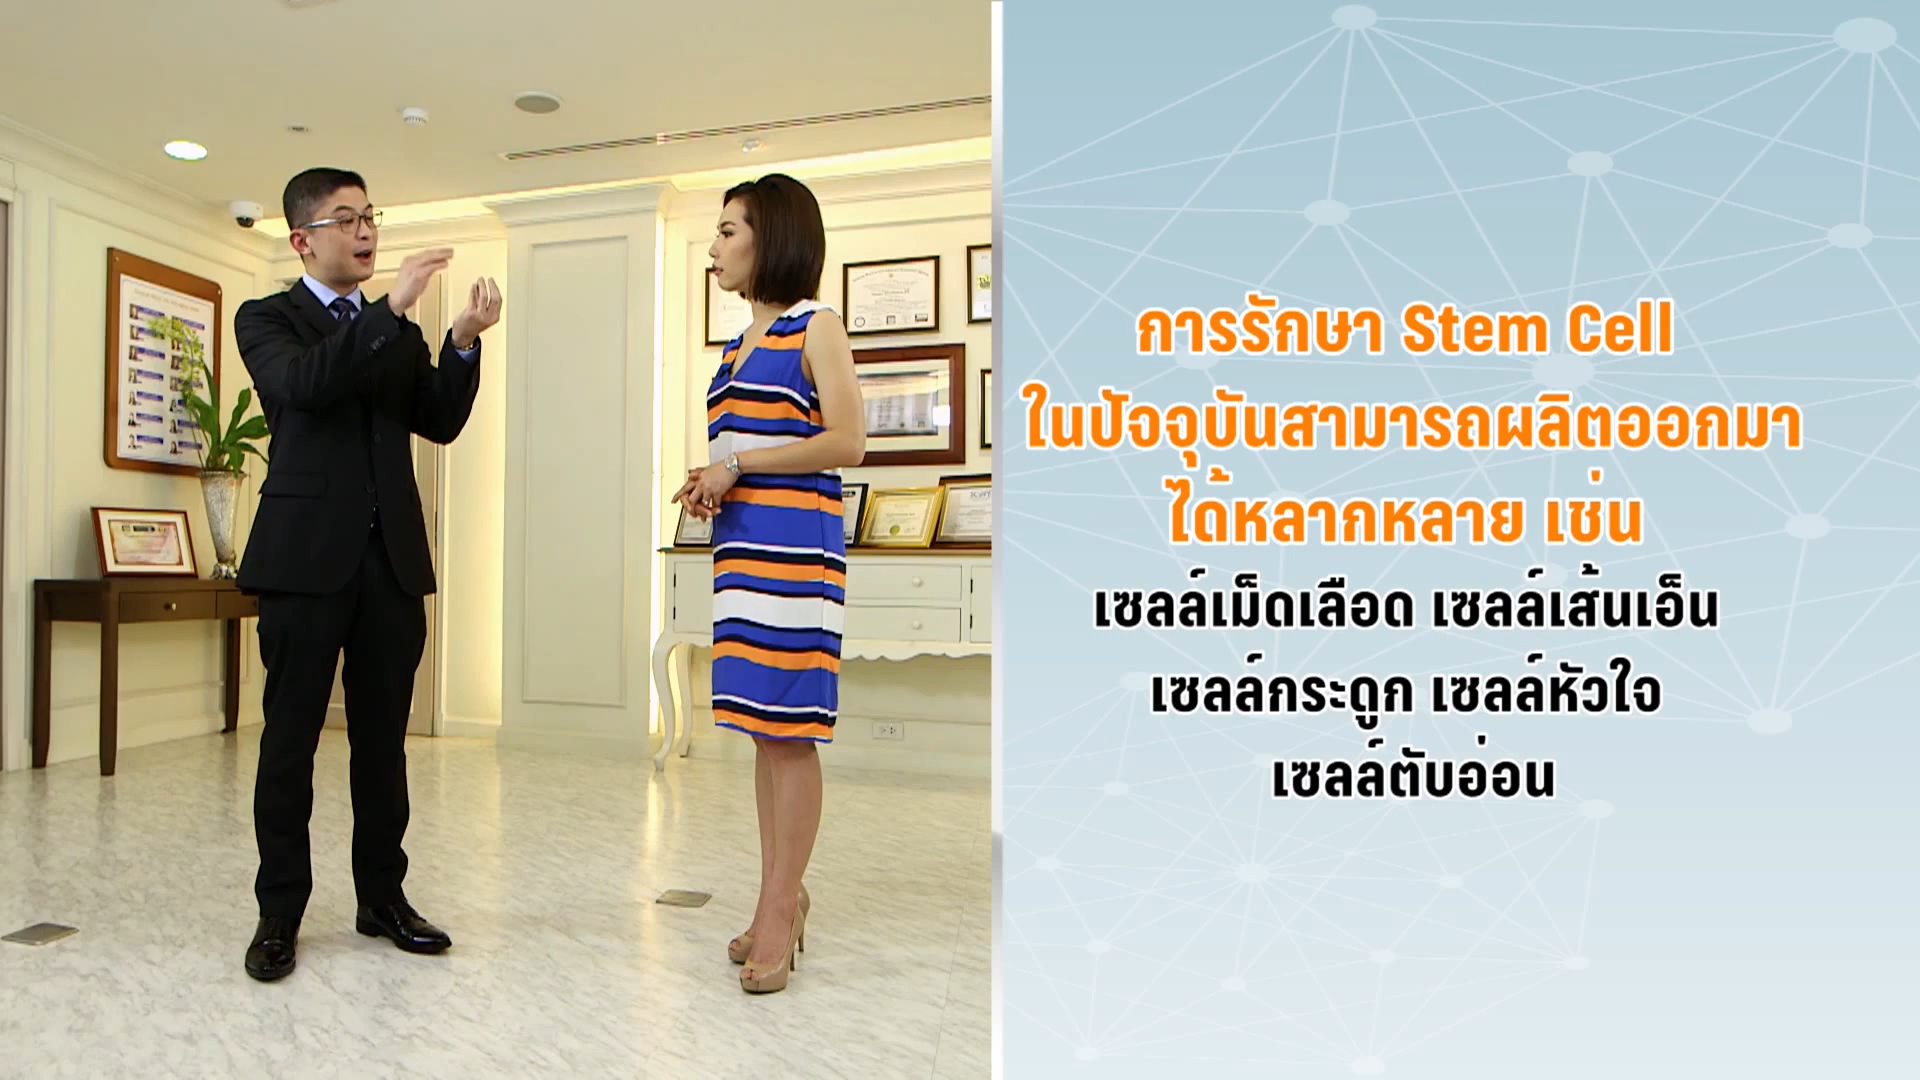 การรักษา Stem Cell
ในปัจจุบันสามารถผลิตออกมา
ได้หลากหลาย เช่น
เซลล์เม็ดเลือด เซลล์เส้นเอ็น
เซลล์กระดูก เซลล์หัวใจ
เซลล์ตับอ่อน